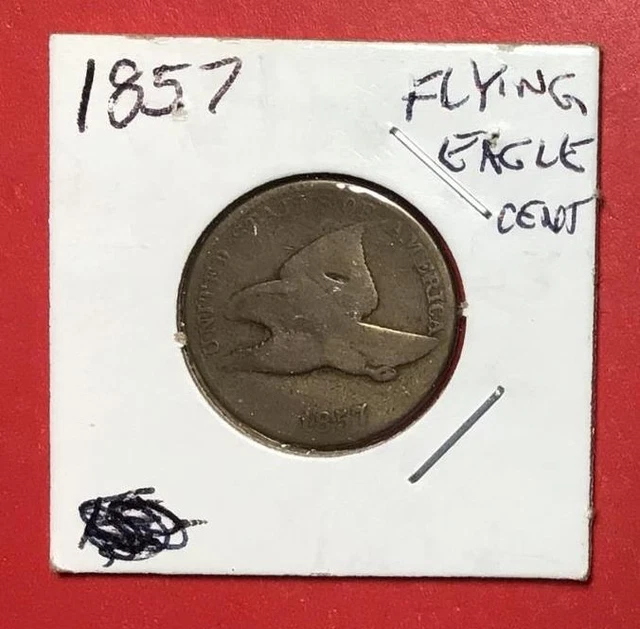 1857
FLYING
EAGLE
CENT
UNITED STATES OF AMERICA
1857